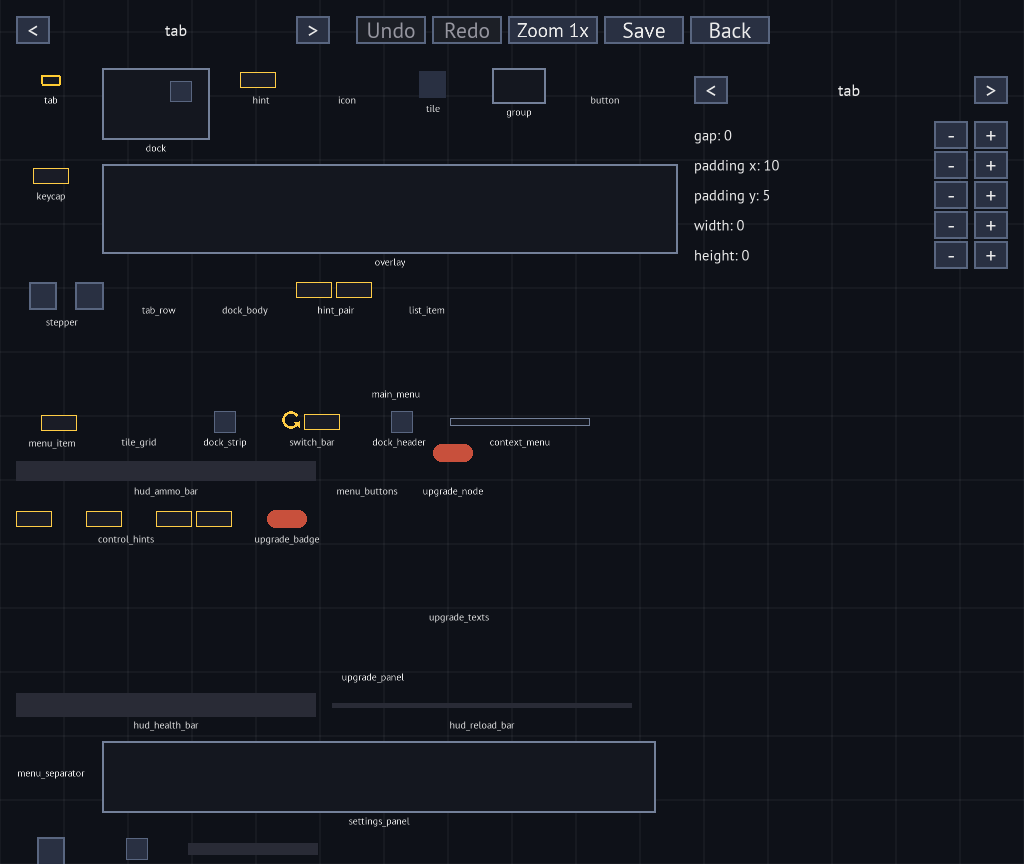 < tab > Undo Redo Zoom 1x Save Back
tab dock hint icon tile group button
< tab >
gap: 0 - +
padding x: 10 - +
padding y: 5 - +
width: 0 - +
height: 0 - +
keycap overlay
stepper tab_row dock_body hint_pair list_item
main_menu
menu_item tile_grid dock_strip switch_bar dock_header context_menu
hud_ammo_bar menu_buttons upgrade_node
control_hints upgrade_badge
upgrade_texts
upgrade_panel
hud_health_bar hud_reload_bar
menu_separator settings_panel